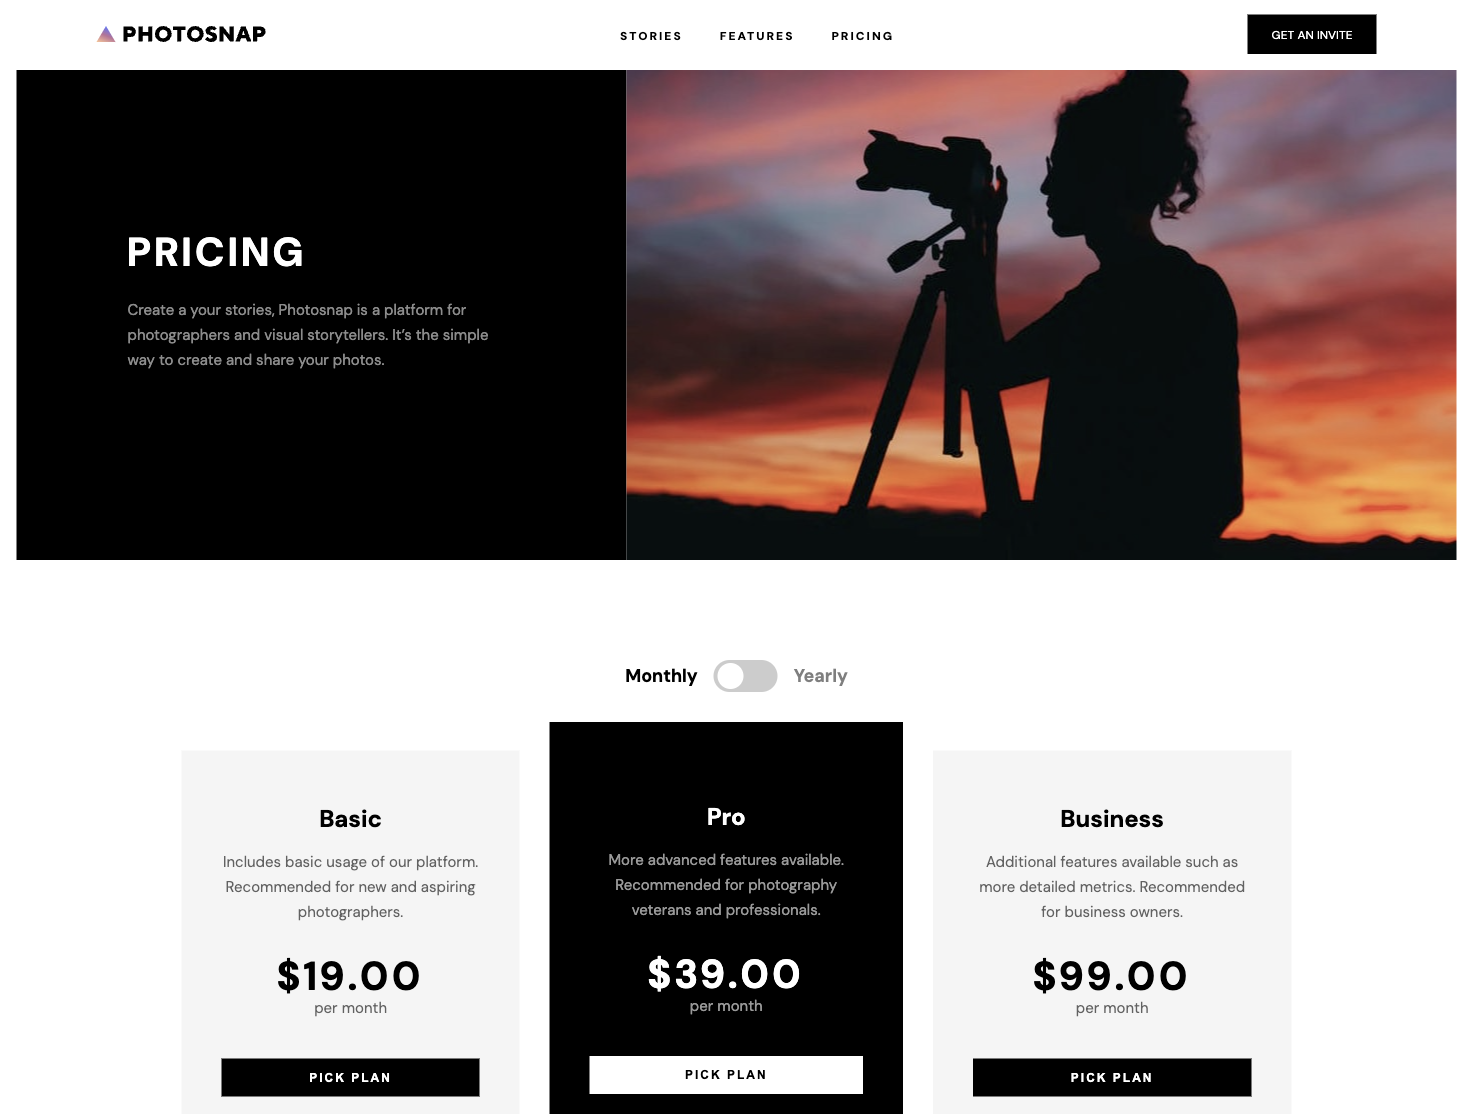 PHOTOSNAP
STORIES FEATURES PRICING
GET AN INVITE
PRICING
Create a your stories, Photosnap is a platform for
photographers and visual storytellers. It’s the simple
way to create and share your photos.
Monthly Yearly
Basic
Includes basic usage of our platform.
Recommended for new and aspiring
photographers.
$19.00
per month
PICK PLAN
Pro
More advanced features available.
Recommended for photography
veterans and professionals.
$39.00
per month
PICK PLAN
Business
Additional features available such as
more detailed metrics. Recommended
for business owners.
$99.00
per month
PICK PLAN